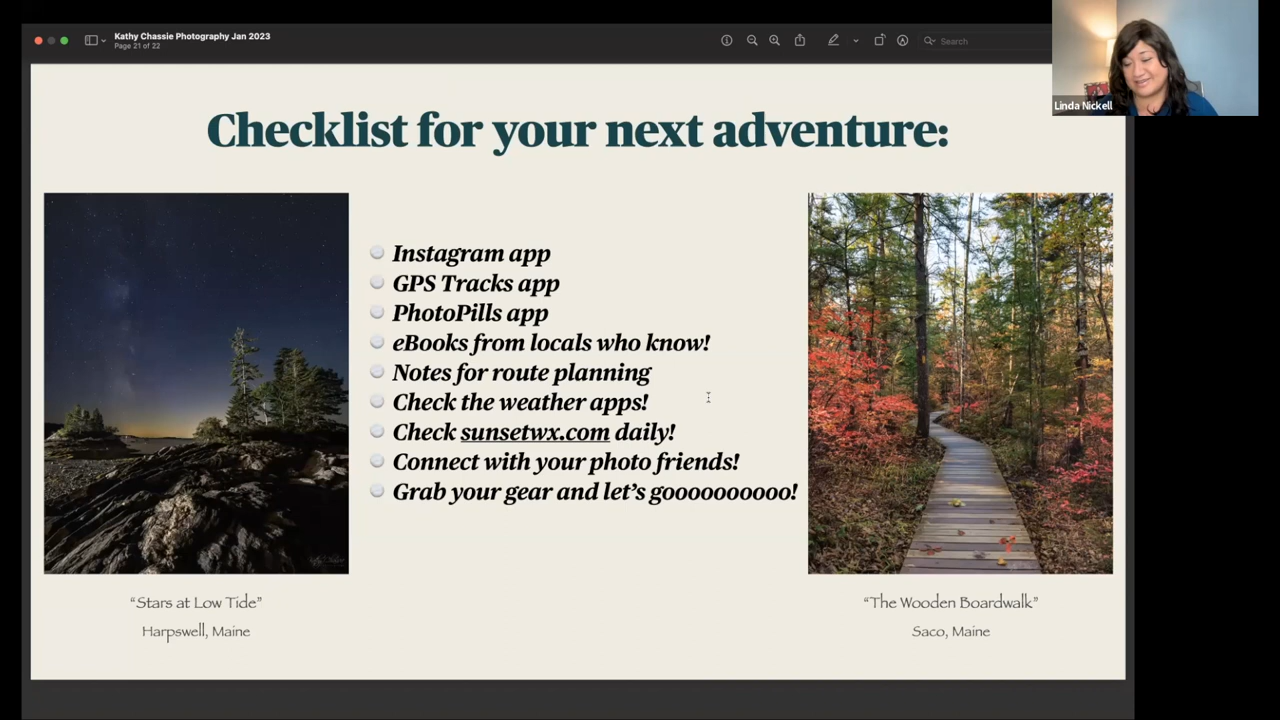 Kathy Chassie Photography Jan 2023
Page 21 of 22
Search
Linda Nickell
Checklist for your next adventure:
Instagram app
GPS Tracks app
PhotoPills app
eBooks from locals who know!
Notes for route planning
Check the weather apps!
Check sunsetwx.com daily!
Connect with your photo friends!
Grab your gear and let's goooooooooo!
“Stars at Low Tide”
Harpswell, Maine
“The Wooden Boardwalk”
Saco, Maine